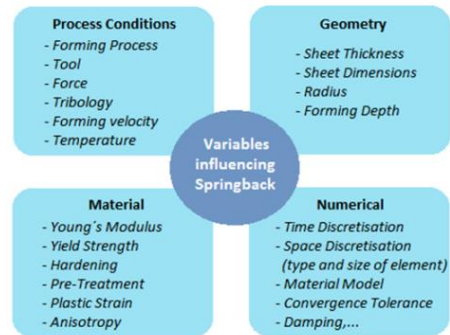 Process Conditions
- Forming Process
- Tool
- Force
- Tribology
- Forming velocity
- Temperature
Geometry
- Sheet Thickness
- Sheet Dimensions
- Radius
- Forming Depth
Variables
influencing
Springback
Material
- Young´s Modulus
- Yield Strength
- Hardening
- Pre-Treatment
- Plastic Strain
- Anisotropy
Numerical
- Time Discretisation
- Space Discretisation
(type and size of element)
- Material Model
- Convergence Tolerance
- Damping,...